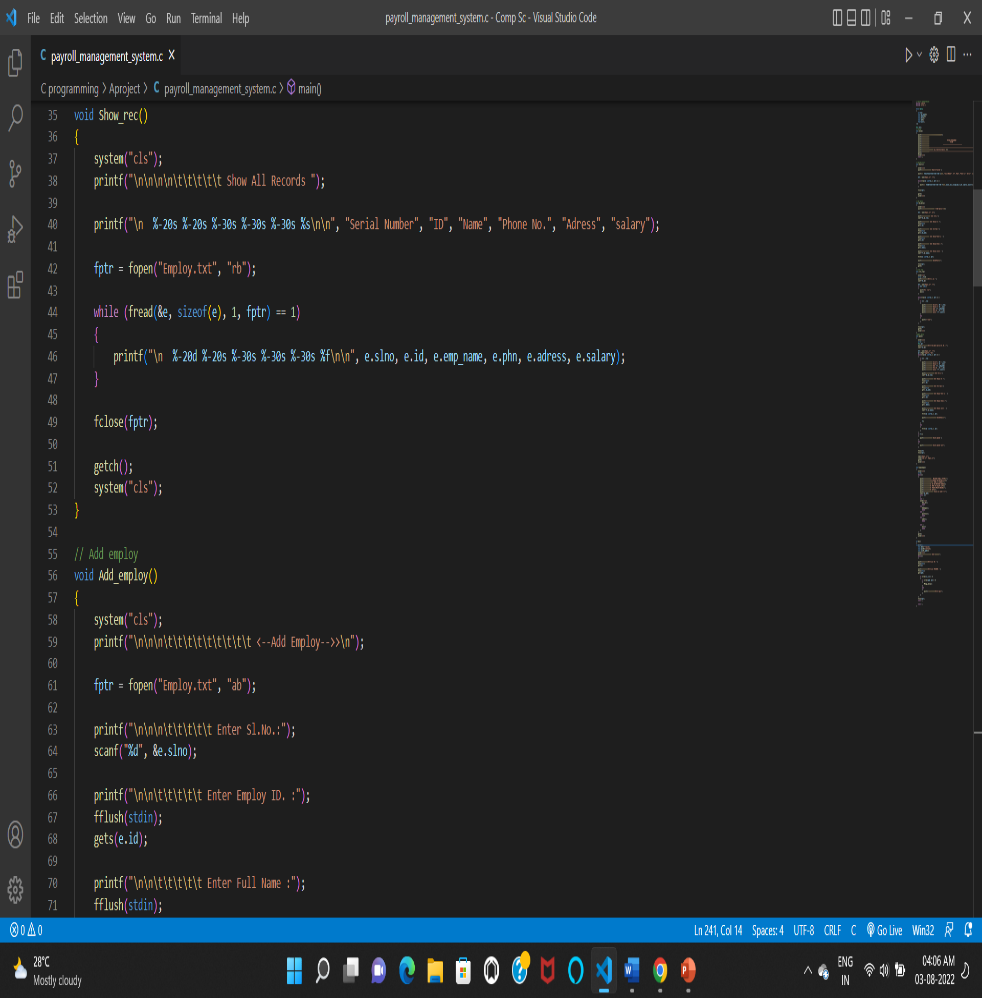 File Edit Selection View Go Run Terminal Help payroll_management_system.c - Comp Sc - Visual Studio Code
C payroll_management_system.c X
C programming > Aproject > C payroll_management_system.c > main()
35 void Show_rec()
36 {
37 system("cls");
38 printf("\n\n\n\n\t\t\t\t\t Show All Records ");
39
40 printf("\n  %-20s %-20s %-30s %-30s %-30s %s\n\n", "Serial Number", "ID", "Name", "Phone No.", "Adress", "salary");
41
42 fptr = fopen("Employ.txt", "rb");
43
44 while (fread(&e, sizeof(e), 1, fptr) == 1)
45 {
46 printf("\n  %-20d %-20s %-30s %-30s %-30s %f\n\n", e.slno, e.id, e.emp_name, e.phn, e.adress, e.salary);
47 }
48
49 fclose(fptr);
50
51 getch();
52 system("cls");
53 }
54
55 // Add employ
56 void Add_employ()
57 {
58 system("cls");
59 printf("\n\n\n\t\t\t\t\t\t\t\t\t <--Add Employ-->>\n");
60
61 fptr = fopen("Employ.txt", "ab");
62
63 printf("\n\n\n\t\t\t\t\t Enter Sl.No.:");
64 scanf("%d", &e.slno);
65
66 printf("\n\n\t\t\t\t\t Enter Employ ID. :");
67 fflush(stdin);
68 gets(e.id);
69
70 printf("\n\n\t\t\t\t\t Enter Full Name :");
71 fflush(stdin);
0 0 Ln 241, Col 14 Spaces: 4 UTF-8 CRLF C Go Live Win32
28°C
Mostly cloudy
ENG
IN
04:06 AM
03-08-2022